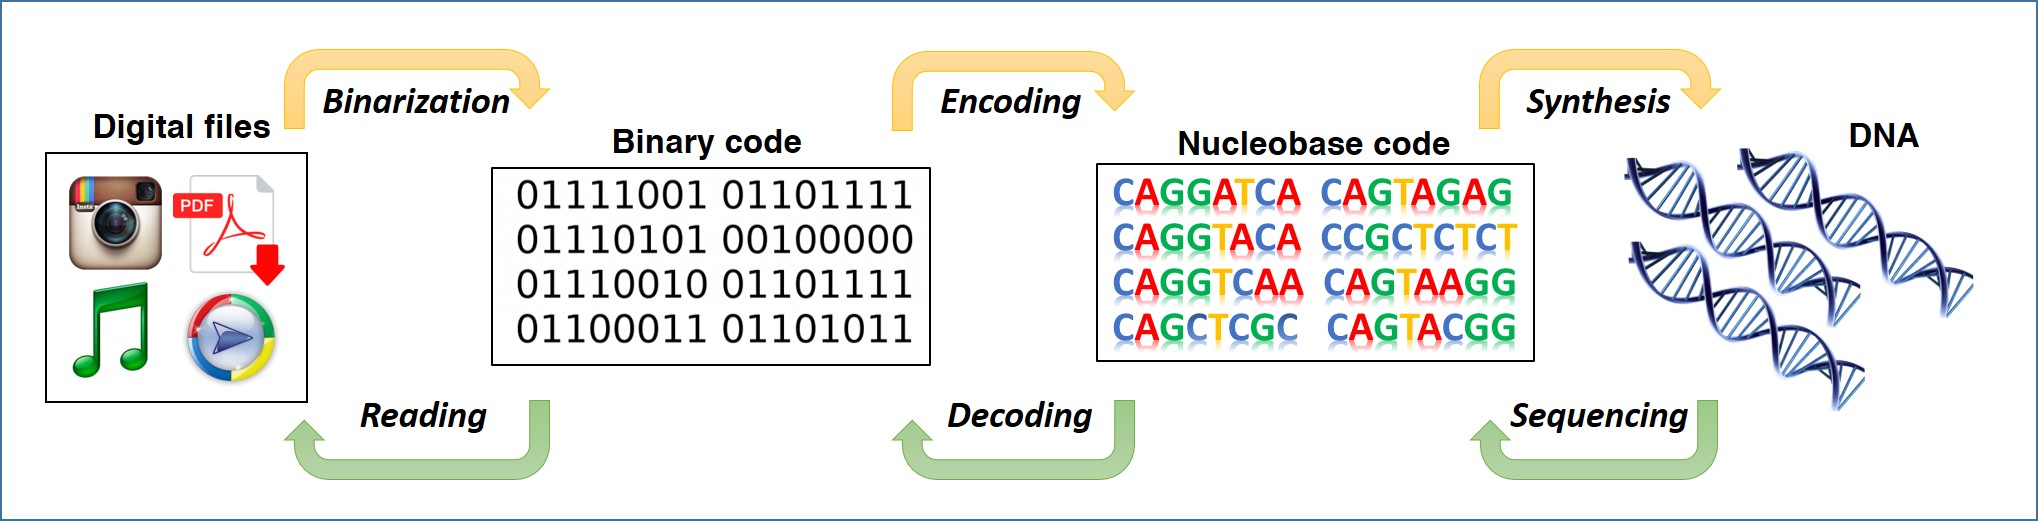 Digital files
Binarization
Binary code
Encoding
Nucleobase code
Synthesis
DNA
Insta
PDF
01111001 01101111
01110101 00100000
01110010 01101111
01100011 01101011
CAGGATCA CAGTAGAG
CAGGTACA CCGCTCTCT
CAGGTCAA CAGTAAGG
CAGCTCGC CAGTACGG
Reading
Decoding
Sequencing